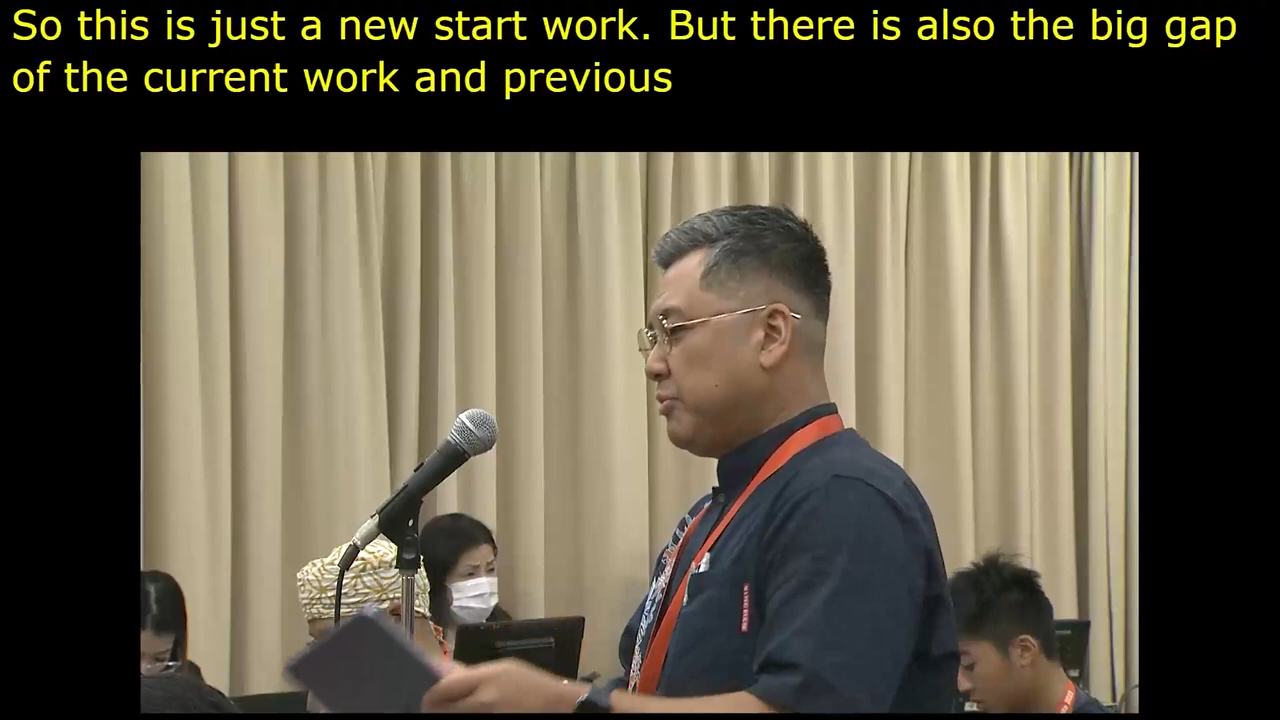 So this is just a new start work. But there is also the big gap
of the current work and previous